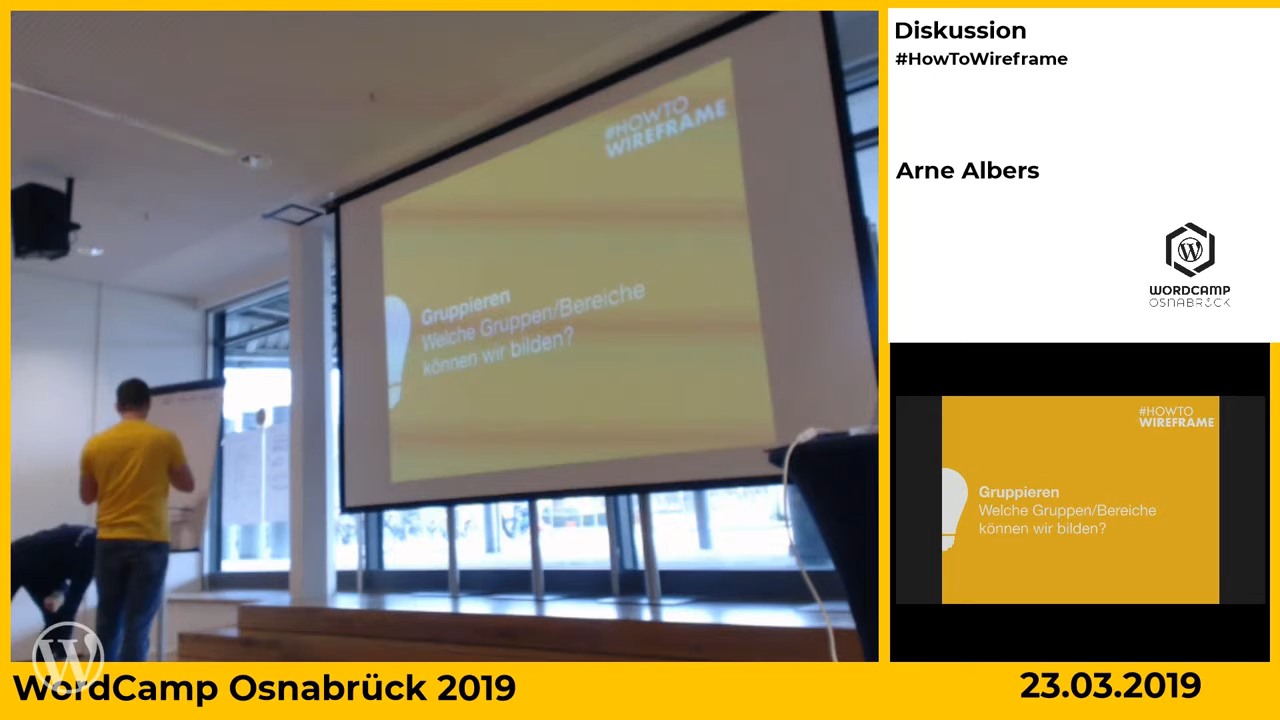 #HOWTO
WIREFRAME
Gruppieren
Welche Gruppen/Bereiche
können wir bilden?
Diskussion
#HowToWireframe
Arne Albers
WORDCAMP
OSNABRÜCK
#HOWTO
WIREFRAME
Gruppieren
Welche Gruppen/Bereiche
können wir bilden?
WordCamp Osnabrück 2019
23.03.2019